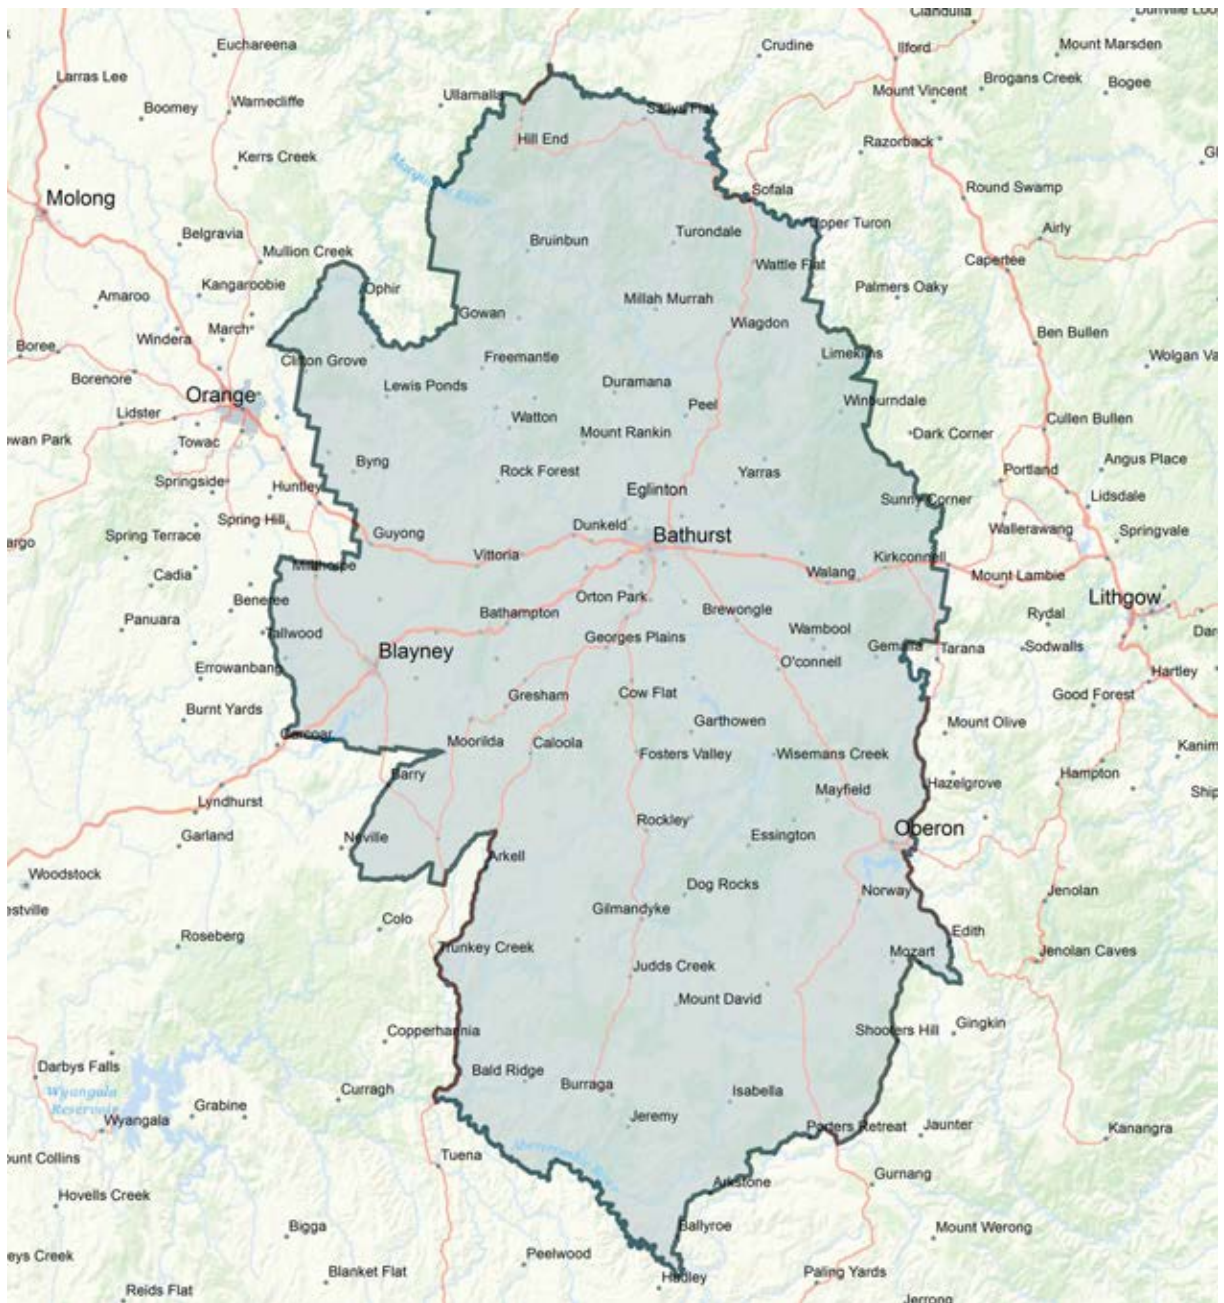 Clandulla
Euchareena
Crudine
Ilford
Mount Marsden
Larras Lee
Brogans Creek
Bogee
Boomey
Warnecliffe
Ullamalla
Mount Vincent
Sallys Flat
Hill End
Razorback
Kerrs Creek
Molong
Sofala
Round Swamp
Upper Turon
Airly
Belgravia
Bruinbun
Turondale
Mullion Creek
Wattle Flat
Capertee
Kangaroobie
Ophir
Palmers Oaky
Amaroo
Millah Murrah
Gowan
Wiagdon
March
Ben Bullen
Windera
Boree
Clifton Grove
Freemantle
Limekilns
Borenore
Lewis Ponds
Duramana
Orange
Peel
Winburndale
Lidster
Watton
Cullen Bullen
Towac
Mount Rankin
Dark Corner
Byng
Rock Forest
Yarras
Portland
Angus Place
Springside
Huntley
Eglinton
Sunny Corner
Lidsdale
Spring Hill
Dunkeld
Wallerawang
Springvale
Spring Terrace
Guyong
Bathurst
Vittoria
Kirkconnell
Millthorpe
Walang
Mount Lambie
Cadia
Beneree
Orton Park
Lithgow
Panuara
Bathampton
Brewongle
Rydal
Tallwood
Georges Plains
Wambool
Blayney
Gemalla
Tarana
Sodwalls
Errowanbang
O'connell
Hartley
Gresham
Cow Flat
Good Forest
Burnt Yards
Garthowen
Mount Olive
Carcoar
Moorilda
Caloola
Fosters Valley
Wisemans Creek
Barry
Hampton
Hazelgrove
Lyndhurst
Mayfield
Garland
Neville
Rockley
Essington
Oberon
Arkell
Woodstock
Dog Rocks
Norway
Jenolan
Gilmandyke
Colo
Roseberg
Trunkey Creek
Edith
Mozart
Jenolan Caves
Judds Creek
Mount David
Copperhannia
Shooters Hill
Gingkin
Darbys Falls
Bald Ridge
Burraga
Curragh
Isabella
Wyangala
Reservoir
Grabine
Wyangala
Jeremy
Porters Retreat
Jaunter
Kanangra
Tuena
Gurnang
Hovells Creek
Arkstone
Bigga
Ballyroe
Mount Werong
Peelwood
Blanket Flat
Hadley
Paling Yards
Reids Flat
Jerrong